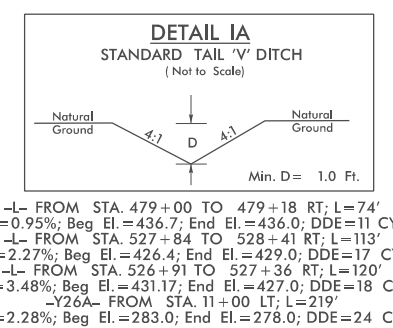 DETAIL IA
STANDARD TAIL 'V' DITCH
( Not to Scale)
Natural
Ground
4:1
D
4:1
Natural
Ground
Min. D= 1.0 Ft.
-L- FROM STA. 479+00 TO 479+18 RT; L=74'
=0.95%; Beg El.=436.7; End El.=436.0; DDE=11 CY
-L- FROM STA. 527+84 TO 528+41 RT; L=113'
=2.27%; Beg El.=426.4; End El.=429.0; DDE=17 CY
-L- FROM STA. 526+91 TO 527+36 RT; L=120'
=3.48%; Beg El.=431.17; End El.=427.0; DDE=18 C
-Y26A- FROM STA. 11+00 LT; L=219'
=2.28%; Beg El.=283.0; End El.=278.0; DDE=24 C